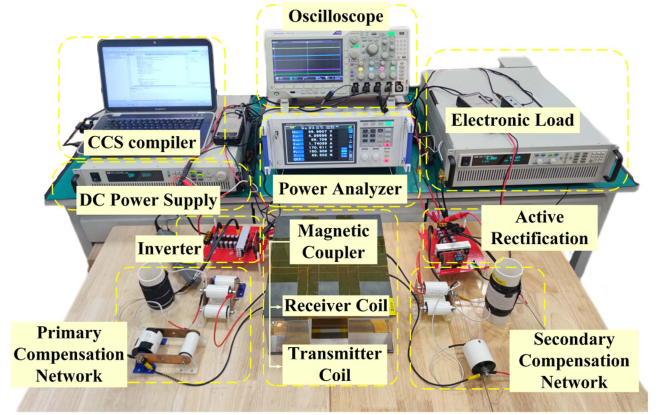 Oscilloscope
CCS compiler
Electronic Load
DC Power Supply
Power Analyzer
Inverter
Magnetic
Coupler
Active
Rectification
Receiver Coil
Primary
Compensation
Network
Transmitter
Coil
Secondary
Compensation
Network